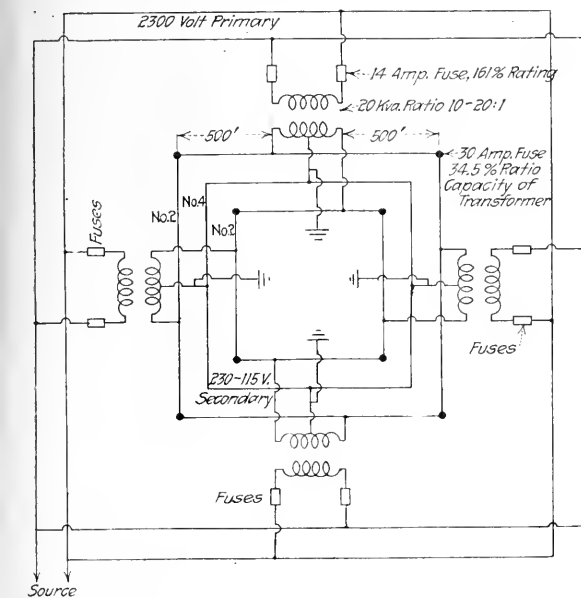 2300 Volt Primary
14 Amp. Fuse, 161% Rating
20 Kva. Ratio 10-20:1
500'
500'
30 Amp. Fuse
34.5% Ratio
Capacity of
Transformer
No.2
No.4
No.2
Fuses
Fuses
230-115V.
Secondary
Fuses
Source